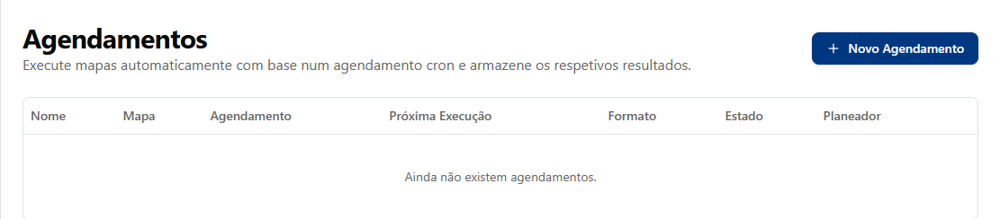 Agendamentos
Execute mapas automaticamente com base num agendamento cron e armazene os respetivos resultados.
+ Novo Agendamento
Nome Mapa Agendamento Próxima Execução Formato Estado Planeador
Ainda não existem agendamentos.